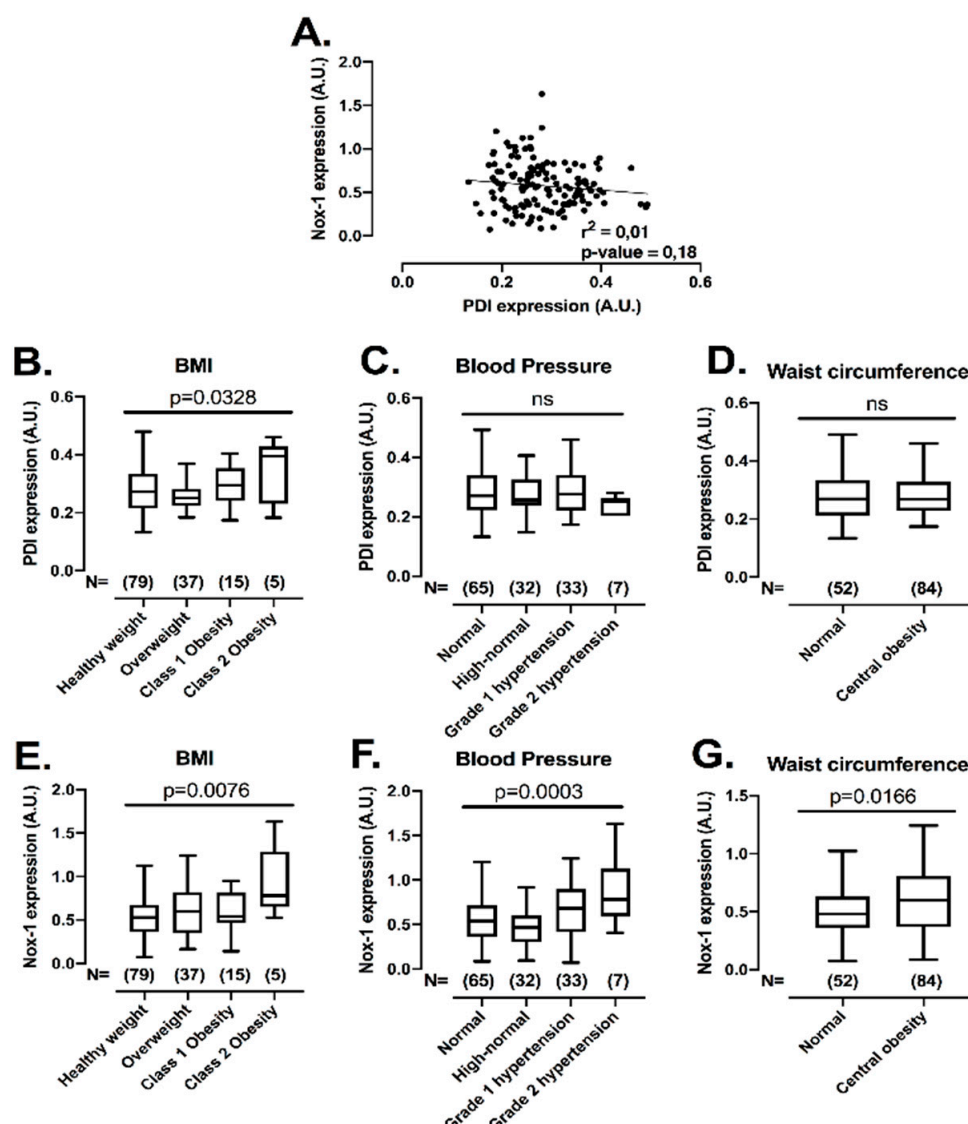 A.
Nox-1 expression (A.U.)
2.0
1.5
1.0
0.5
0.0
r² = 0,01
p-value = 0,18
0.0 0.2 0.4 0.6
PDI expression (A.U.)
B.
BMI
p=0.0328
PDI expression (A.U.)
0.6
0.4
0.2
0.0
N= (79) (37) (15) (5)
Healthy weight
Overweight
Class 1 Obesity
Class 2 Obesity
C.
Blood Pressure
ns
PDI expression (A.U.)
0.6
0.4
0.2
0.0
N= (65) (32) (33) (7)
Normal
High-normal
Grade 1 hypertension
Grade 2 hypertension
D.
Waist circumference
ns
PDI expression (A.U.)
0.6
0.4
0.2
0.0
N= (52) (84)
Normal
Central obesity
E.
BMI
p=0.0076
Nox-1 expression (A.U.)
2.0
1.5
1.0
0.5
0.0
N= (79) (37) (15) (5)
Healthy weight
Overweight
Class 1 Obesity
Class 2 Obesity
F.
Blood Pressure
p=0.0003
Nox-1 expression (A.U.)
2.0
1.5
1.0
0.5
0.0
N= (65) (32) (33) (7)
Normal
High-normal
Grade 1 hypertension
Grade 2 hypertension
G.
Waist circumference
p=0.0166
Nox-1 expression (A.U.)
1.5
1.0
0.5
0.0
N= (52) (84)
Normal
Central obesity